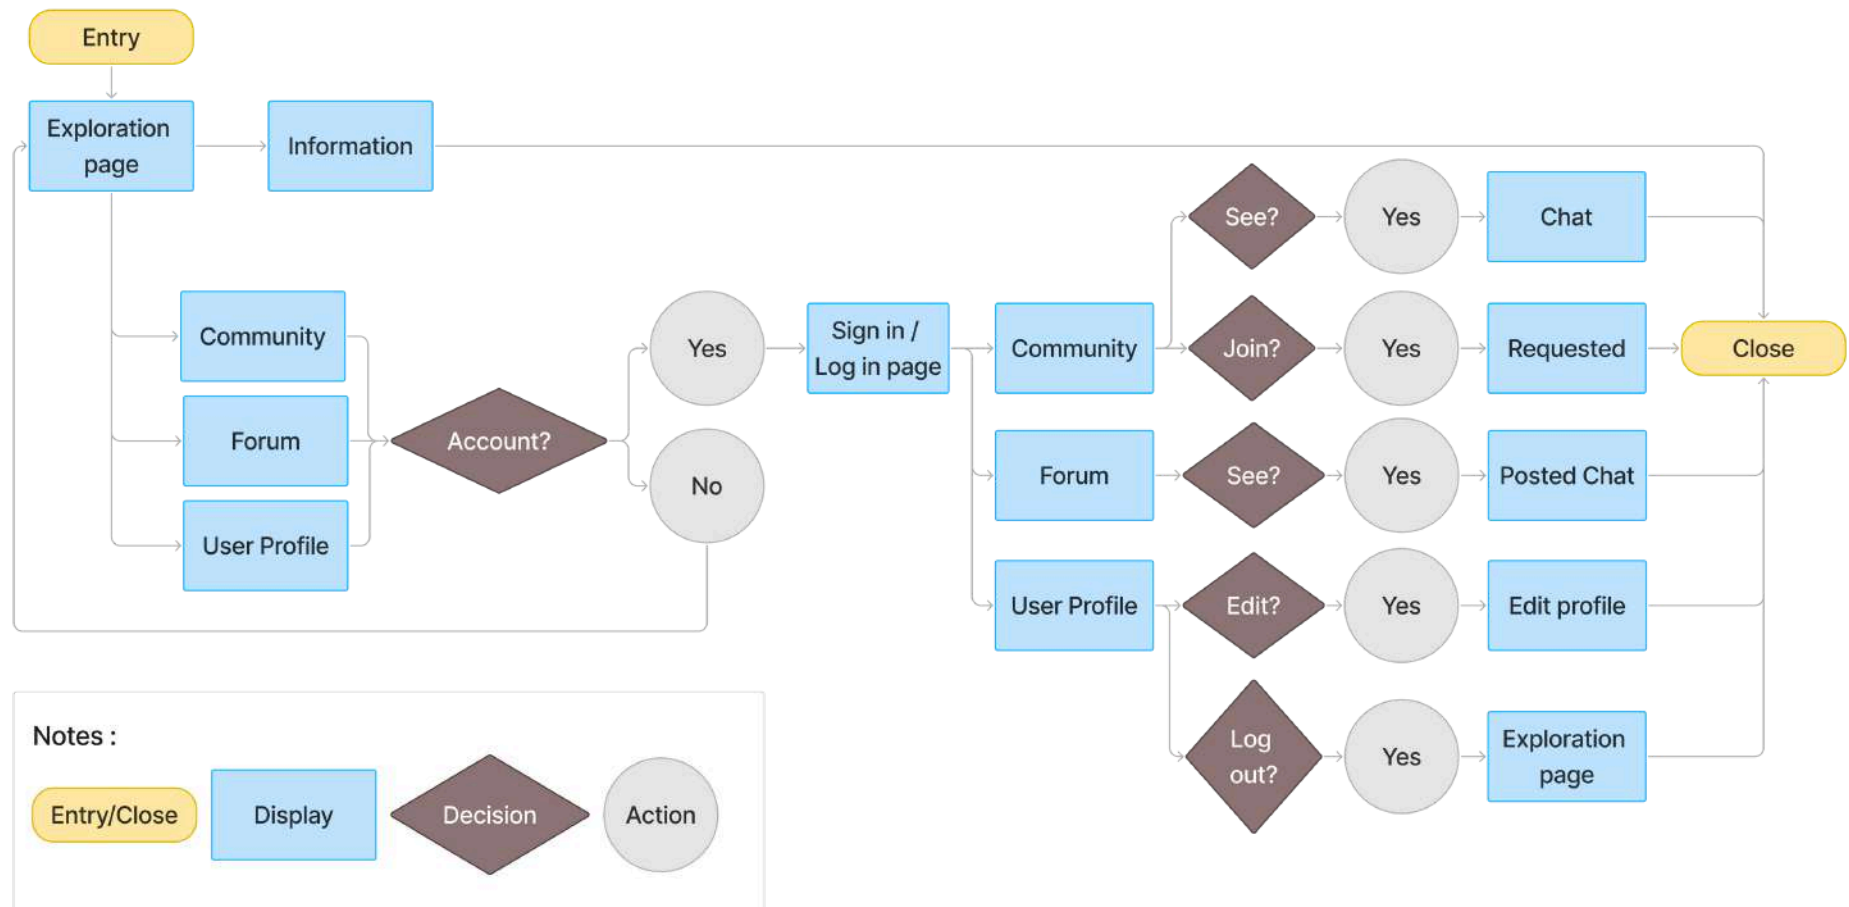 Entry
Exploration
page
Information
See?
Yes
Chat
Community
Yes
Sign in /
Log in page
Community
Join?
Yes
Requested
Close
Forum
Account?
No
Forum
See?
Yes
Posted Chat
User Profile
User Profile
Edit?
Yes
Edit profile
Log
out?
Yes
Exploration
page
Notes :
Entry/Close
Display
Decision
Action